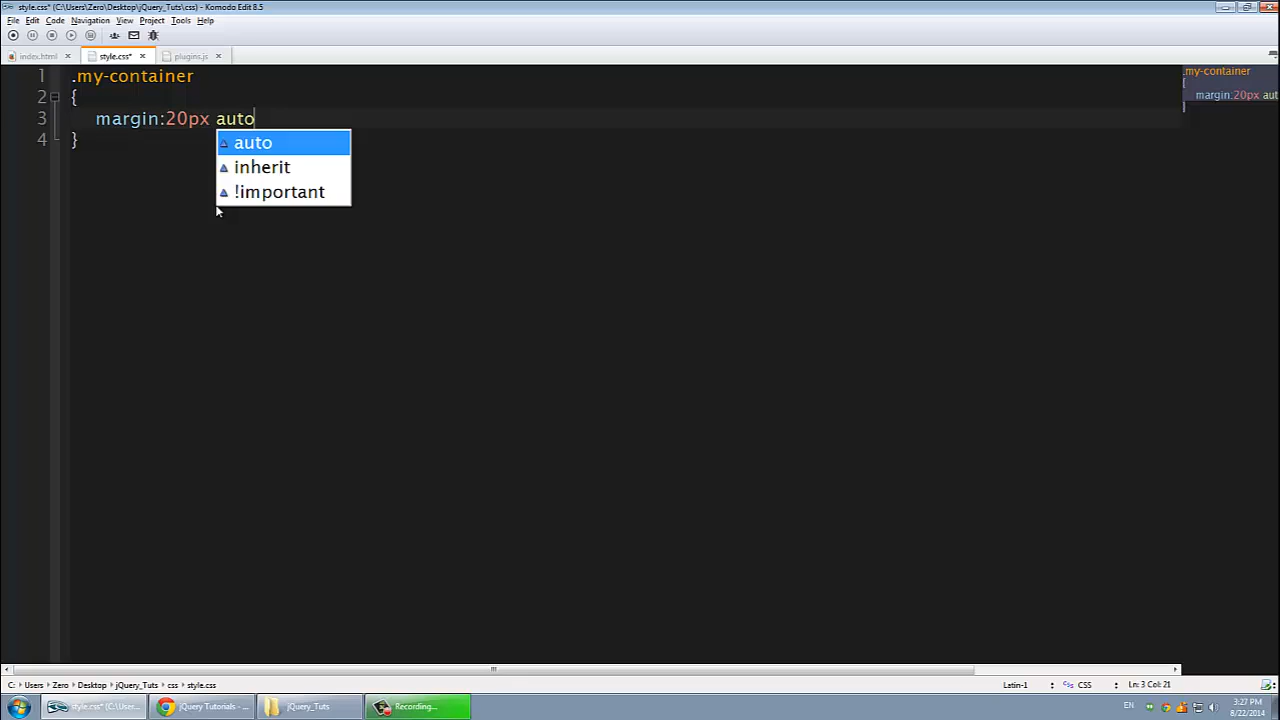 style.css* (C:\Users\Zero\Desktop\jQuery_Tuts\css) - Komodo Edit 8.5
File Edit Code Navigation View Project Tools Help
index.html style.css* plugins.js
1 .my-container
2 {
3 margin:20px auto
4 }
auto
inherit
!important
.my-container
{
margin:20px aut
}
C: Users Zero Desktop jQuery_Tuts css style.css Latin-1 CSS Ln: 3 Col: 21
style.css* (C:\Users\... jQuery Tutorials - ... jQuery_Tuts Recording... EN 3:27 PM
8/22/2014